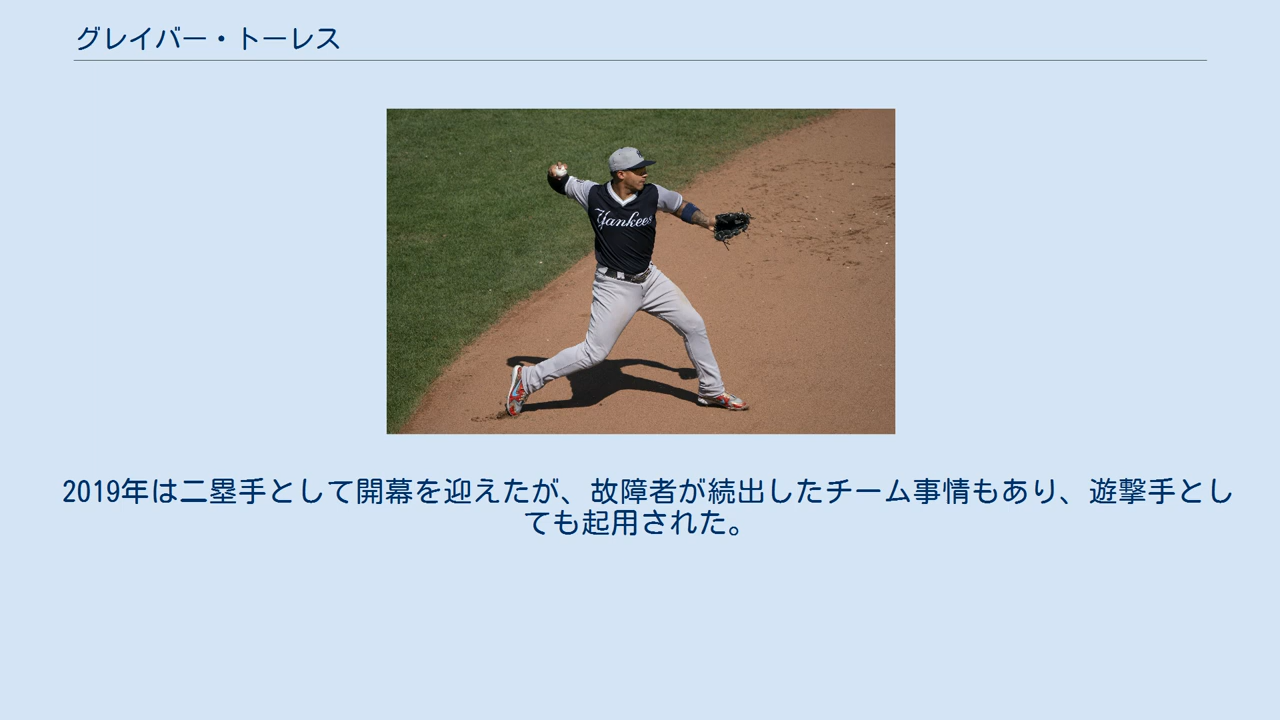 グレイバー・トーレス
Yankees
2019年は二塁手として開幕を迎えたが、故障者が続出したチーム事情もあり、遊撃手とし
ても起用された。